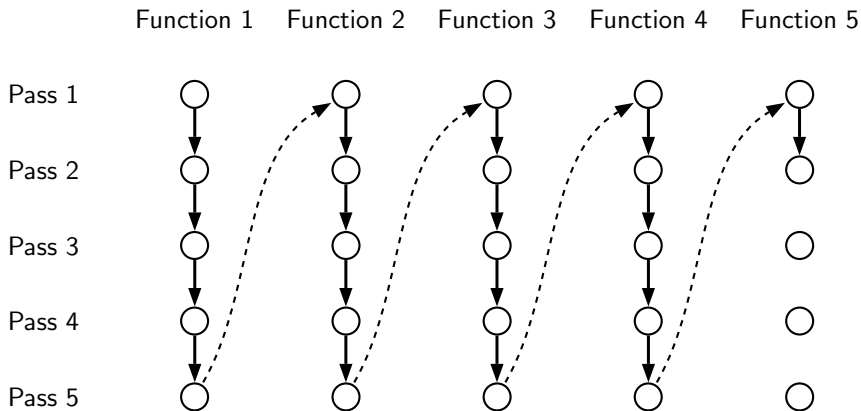 Function 1 Function 2 Function 3 Function 4 Function 5
Pass 1
Pass 2
Pass 3
Pass 4
Pass 5